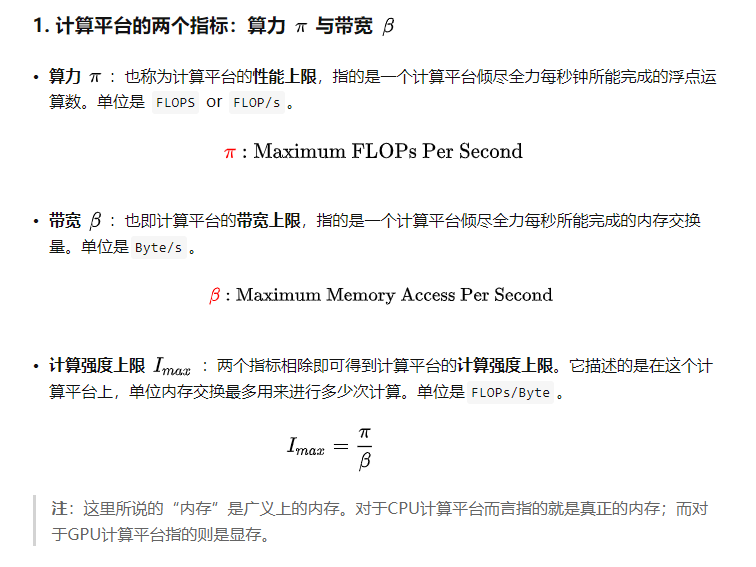 1. 计算平台的两个指标：算力 π 与带宽 β
• 算力 π ：也称为计算平台的性能上限，指的是一个计算平台倾尽全力每秒钟所能完成的浮点运
算数。单位是 FLOPS or FLOP/s 。
π : Maximum FLOPs Per Second
• 带宽 β ：也即计算平台的带宽上限，指的是一个计算平台倾尽全力每秒所能完成的内存交换
量。单位是 Byte/s 。
β : Maximum Memory Access Per Second
• 计算强度上限 I_{max} ：两个指标相除即可得到计算平台的计算强度上限。它描述的是在这个计
算平台上，单位内存交换最多用来进行多少次计算。单位是 FLOPs/Byte 。
I_{max} = \frac{π}{β}
注：这里所说的“内存”是广义上的内存。对于CPU计算平台而言指的就是真正的内存；而对
于GPU计算平台指的则是显存。